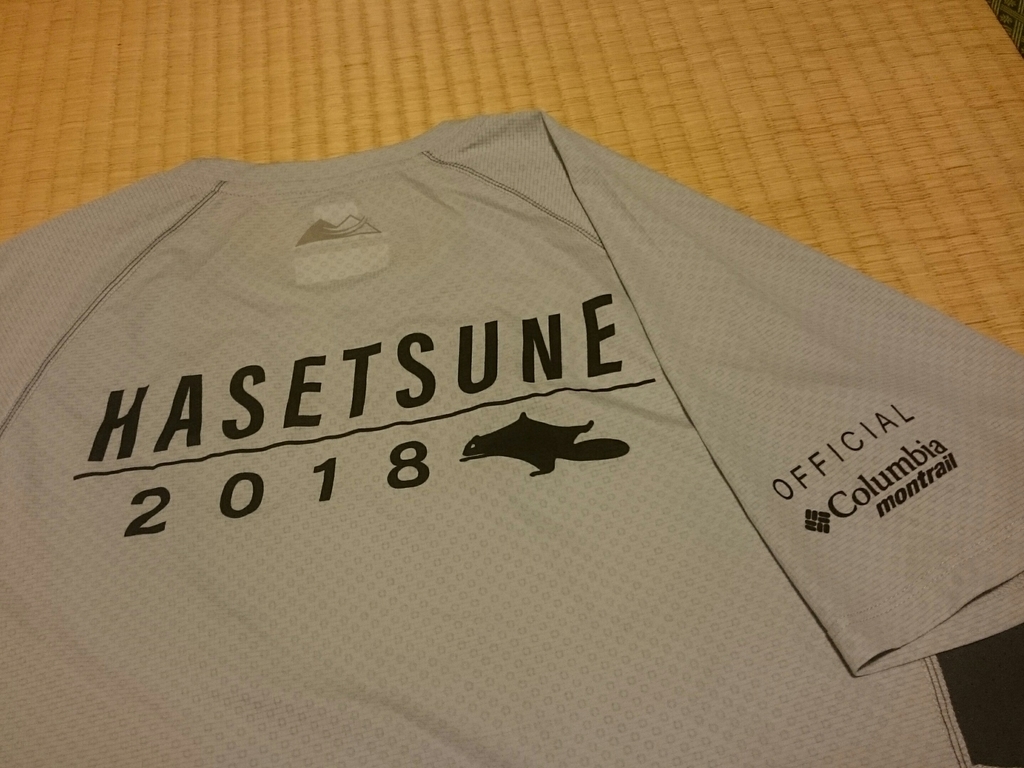 HASETSUNE
2018
OFFICIAL
Columbia
montrail